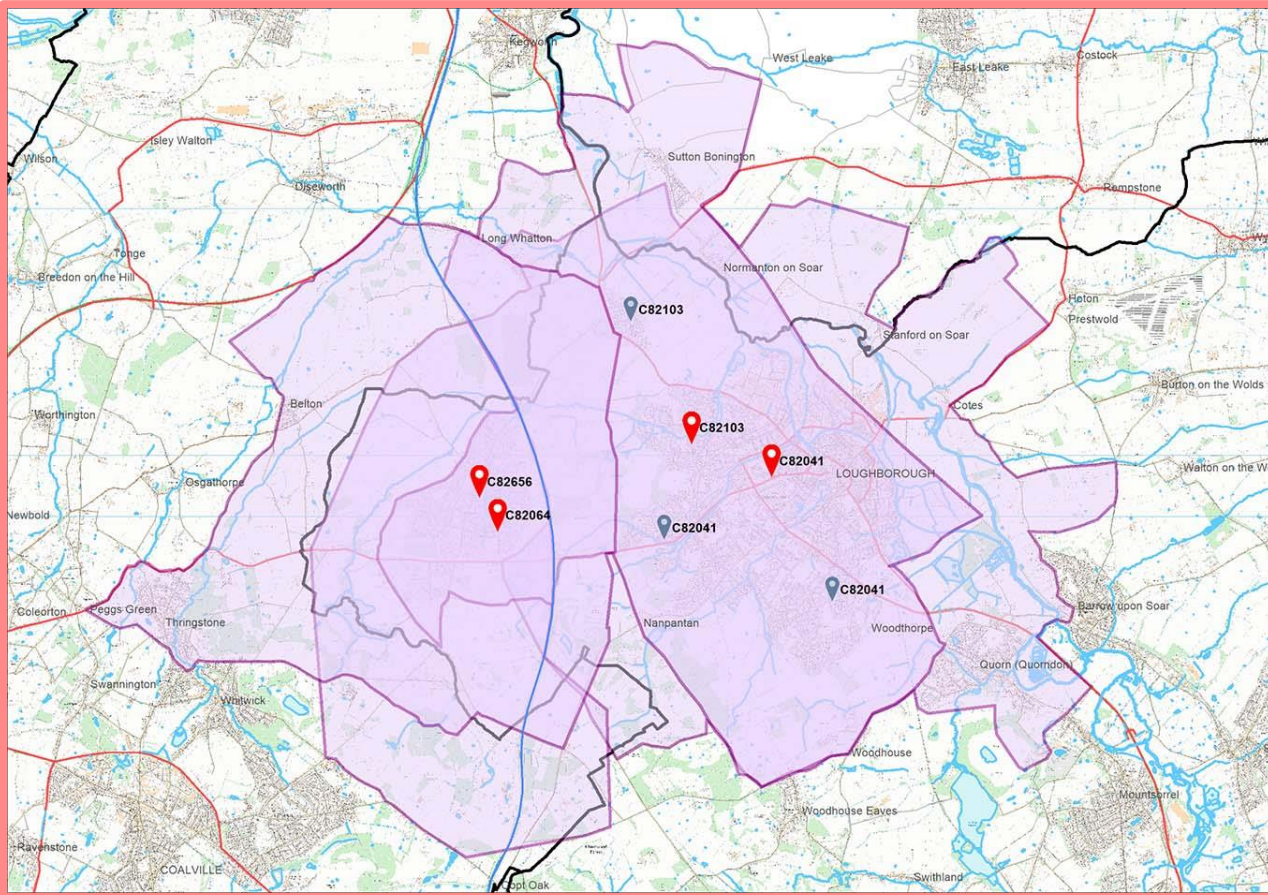 Kegworth
West Leake
Costock
East Leake
Isley Walton
Wilson
Sutton Bonington
Diseworth
Rempstone
Long Whatton
Tonge
Normanton on Soar
Breedon on the Hill
Hoton
C82103
Prestwold
Stanford on Soar
Burton on the Wolds
Belton
Cotes
Worthington
C82103
C82041
LOUGHBOROUGH
Walton on the W
Osgathorpe
C82656
Newbold
C82064
C82041
C82041
Coleorton
Peggs Green
Barrow upon Soar
Thringstone
Nanpantan
Woodthorpe
Quorn (Quorndon)
Swannington
Whitwick
Woodhouse
Mountsorrel
Woodhouse Eaves
Ravenstone
COALVILLE
Swithland
Copt Oak